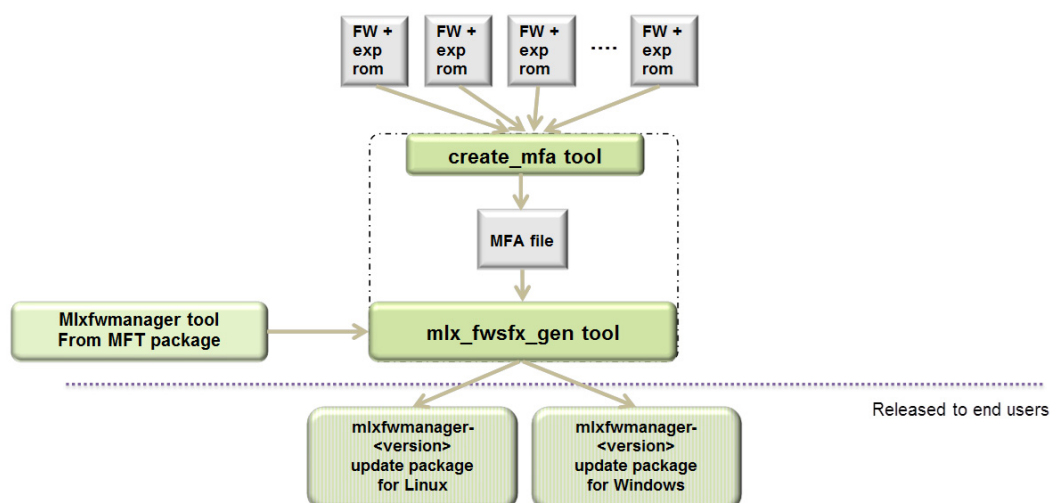 FW +
exp
rom
FW +
exp
rom
FW +
exp
rom
....
FW +
exp
rom
create_mfa tool
MFA file
Mlxfwmanager tool
From MFT package
mlx_fwsfx_gen tool
Released to end users
mlxfwmanager-
<version>
update package
for Linux
mlxfwmanager-
<version>
update package
for Windows